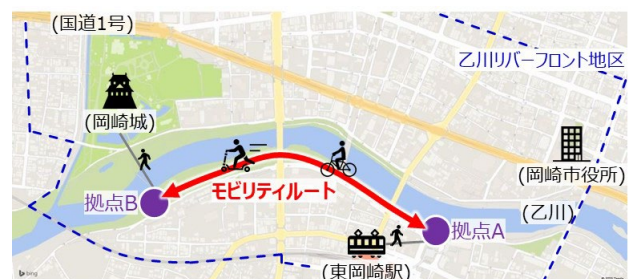 (国道1号)
乙川リバーフロント地区
(岡崎城)
(岡崎市役所)
モビリティルート
拠点B
(乙川)
拠点A
(東岡崎駅)
bing